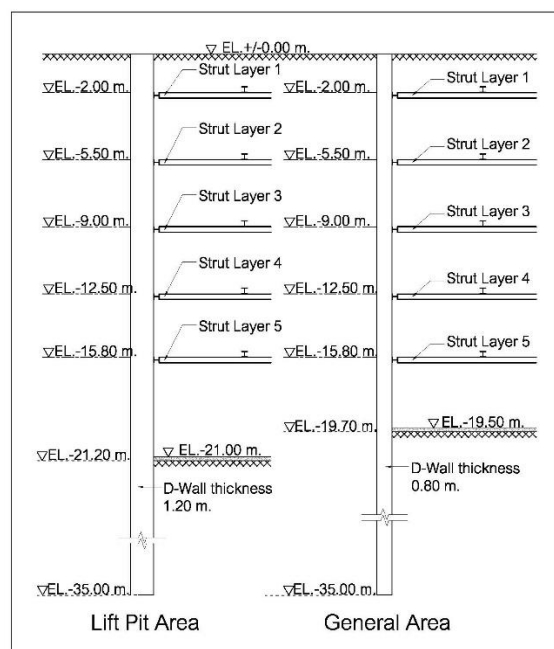 EL.+/-0.00 m.
Strut Layer 1
EL.-2.00 m.
Strut Layer 2
EL.-5.50 m.
Strut Layer 3
EL.-9.00 m.
Strut Layer 4
EL.-12.50 m.
Strut Layer 5
EL.-15.80 m.
EL.-21.00 m.
EL.-21.20 m.
D-Wall thickness
1.20 m.
EL.-35.00 m.
Lift Pit Area
Strut Layer 1
EL.-2.00 m.
Strut Layer 2
EL.-5.50 m.
Strut Layer 3
EL.-9.00 m.
Strut Layer 4
EL.-12.50 m.
Strut Layer 5
EL.-15.80 m.
EL.-19.50 m.
EL.-19.70 m.
D-Wall thickness
0.80 m.
EL.-35.00 m.
General Area